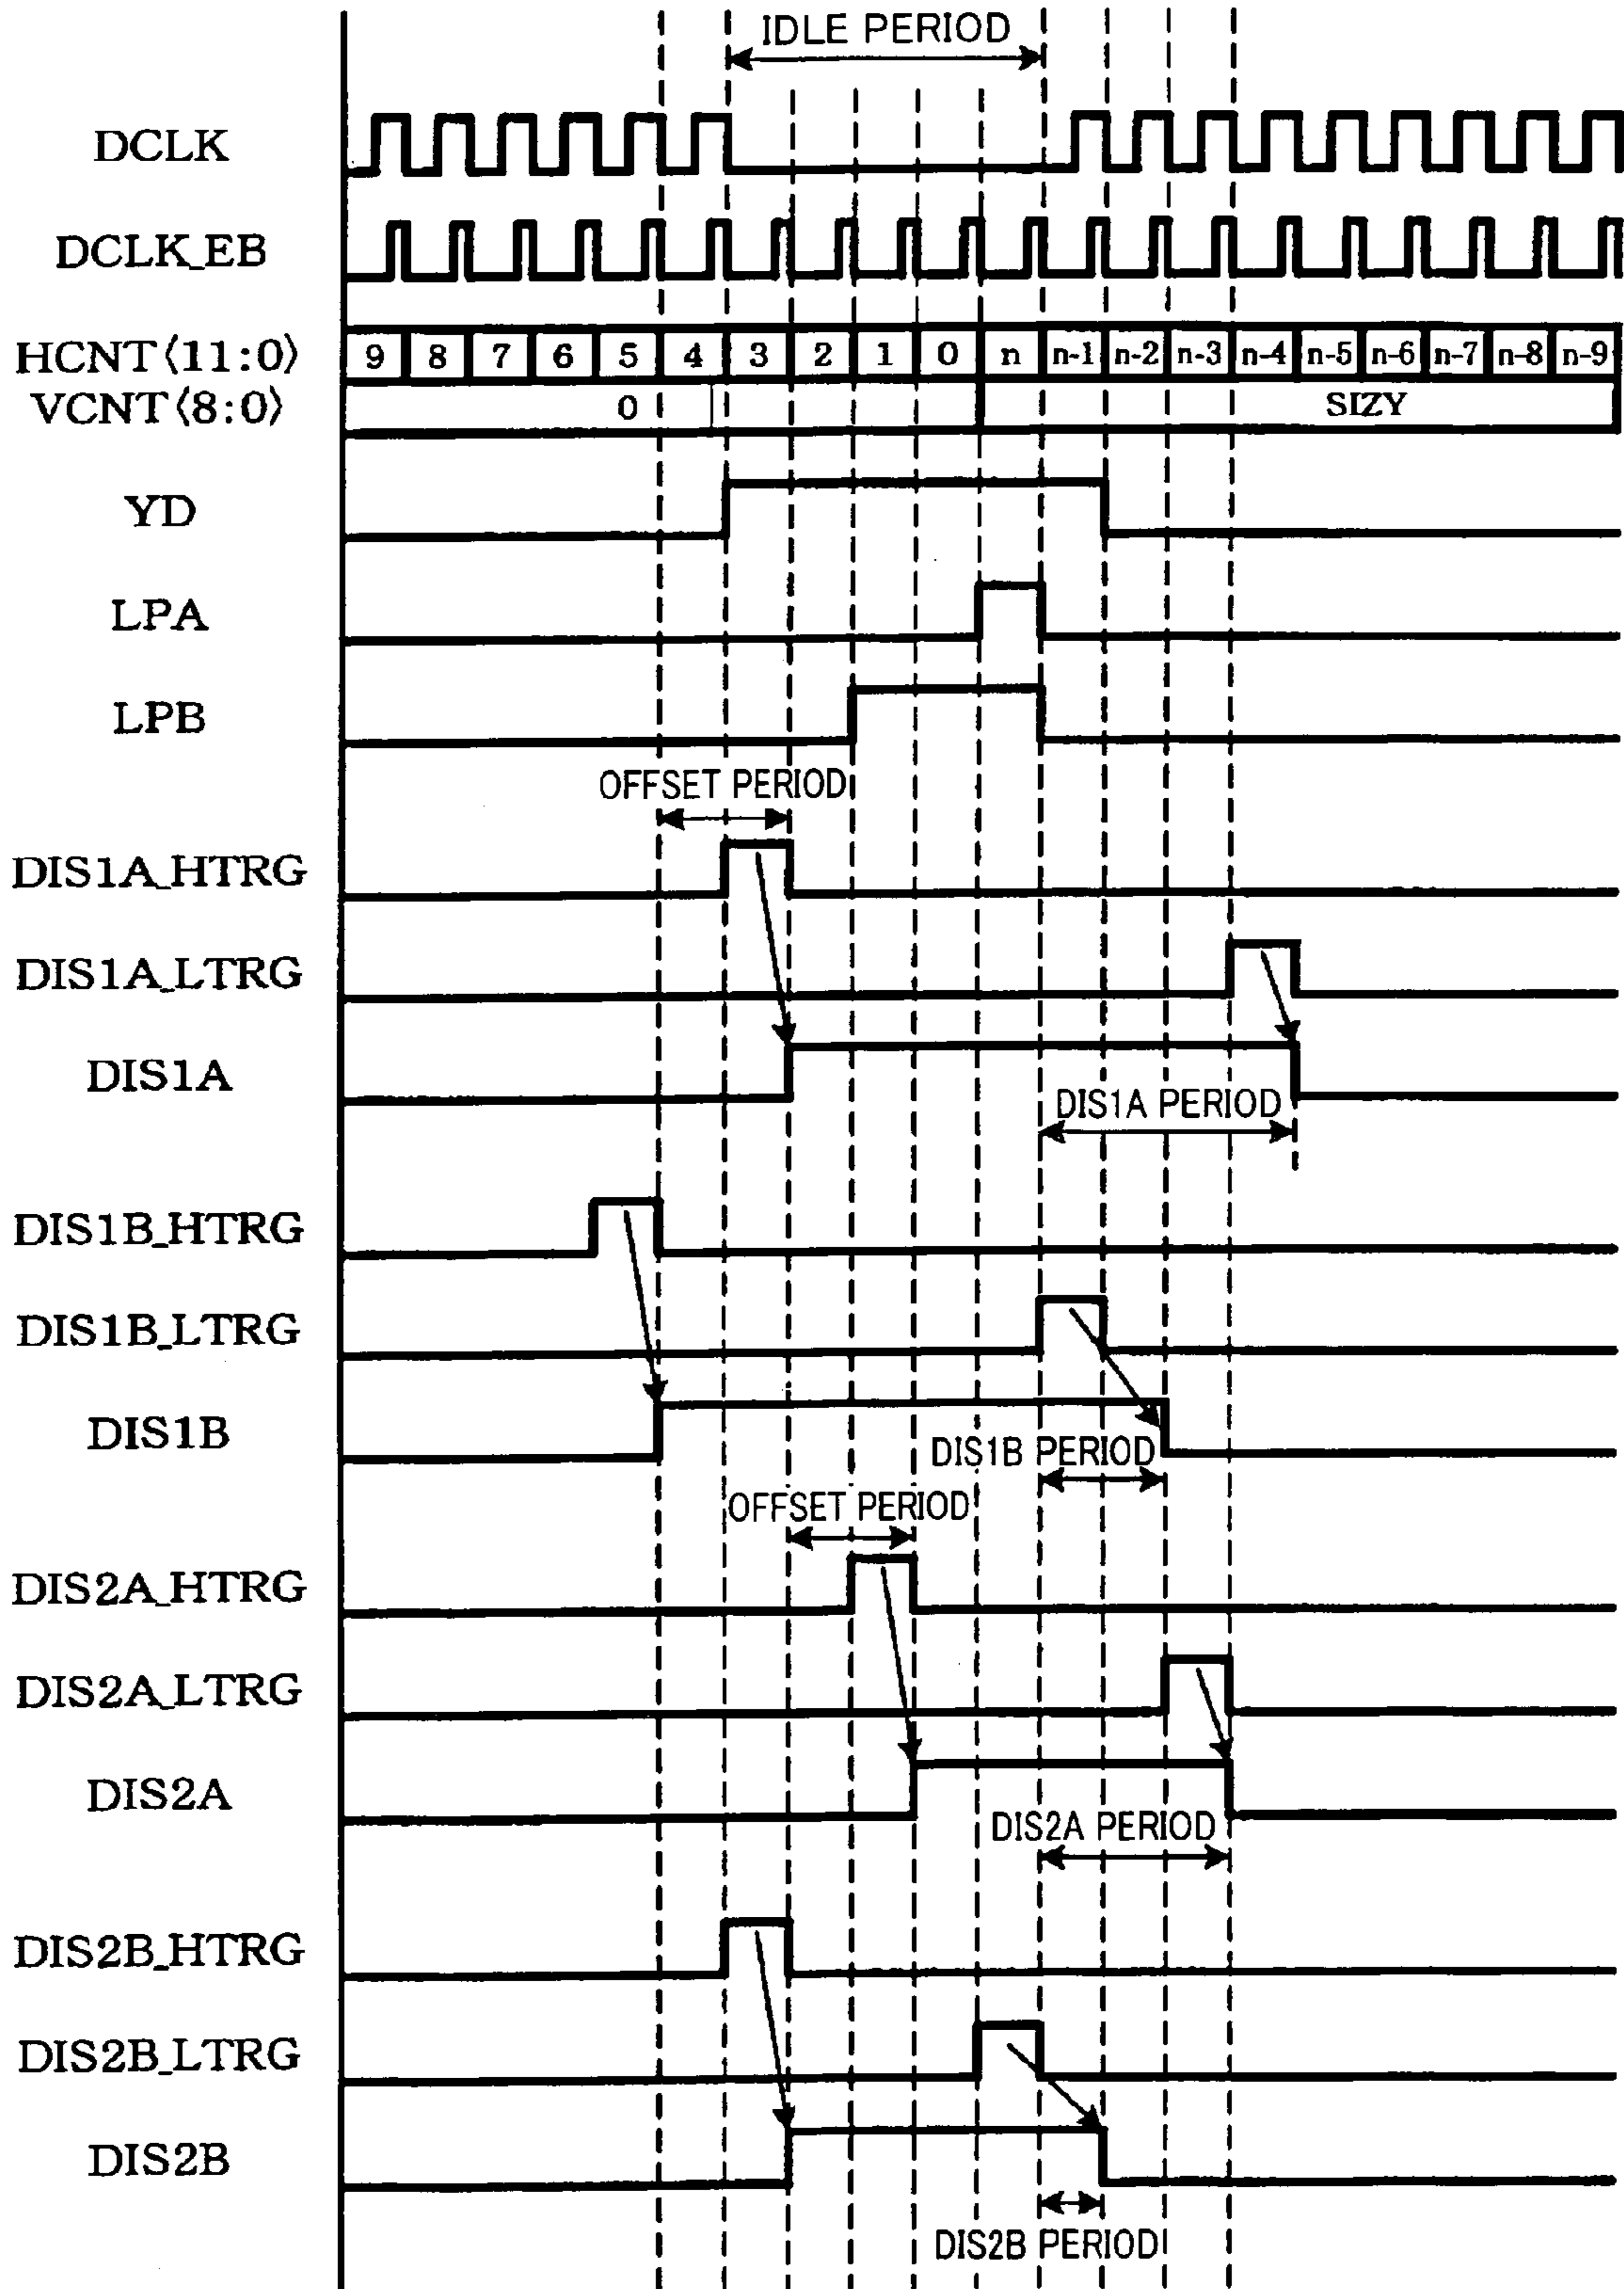 IDLE PERIOD
DCLK
DCLK_EB
HCNT⟨11:0⟩ 9 8 7 6 5 4 3 2 1 0 n n-1 n-2 n-3 n-4 n-5 n-6 n-7 n-8 n-9
VCNT⟨8:0⟩ 0 SIZY
YD
LPA
LPB
OFFSET PERIOD
DIS1A_HTRG
DIS1A_LTRG
DIS1A
DIS1A PERIOD
DIS1B_HTRG
DIS1B_LTRG
DIS1B
DIS1B PERIOD
OFFSET PERIOD
DIS2A_HTRG
DIS2A_LTRG
DIS2A
DIS2A PERIOD
DIS2B_HTRG
DIS2B_LTRG
DIS2B
DIS2B PERIOD